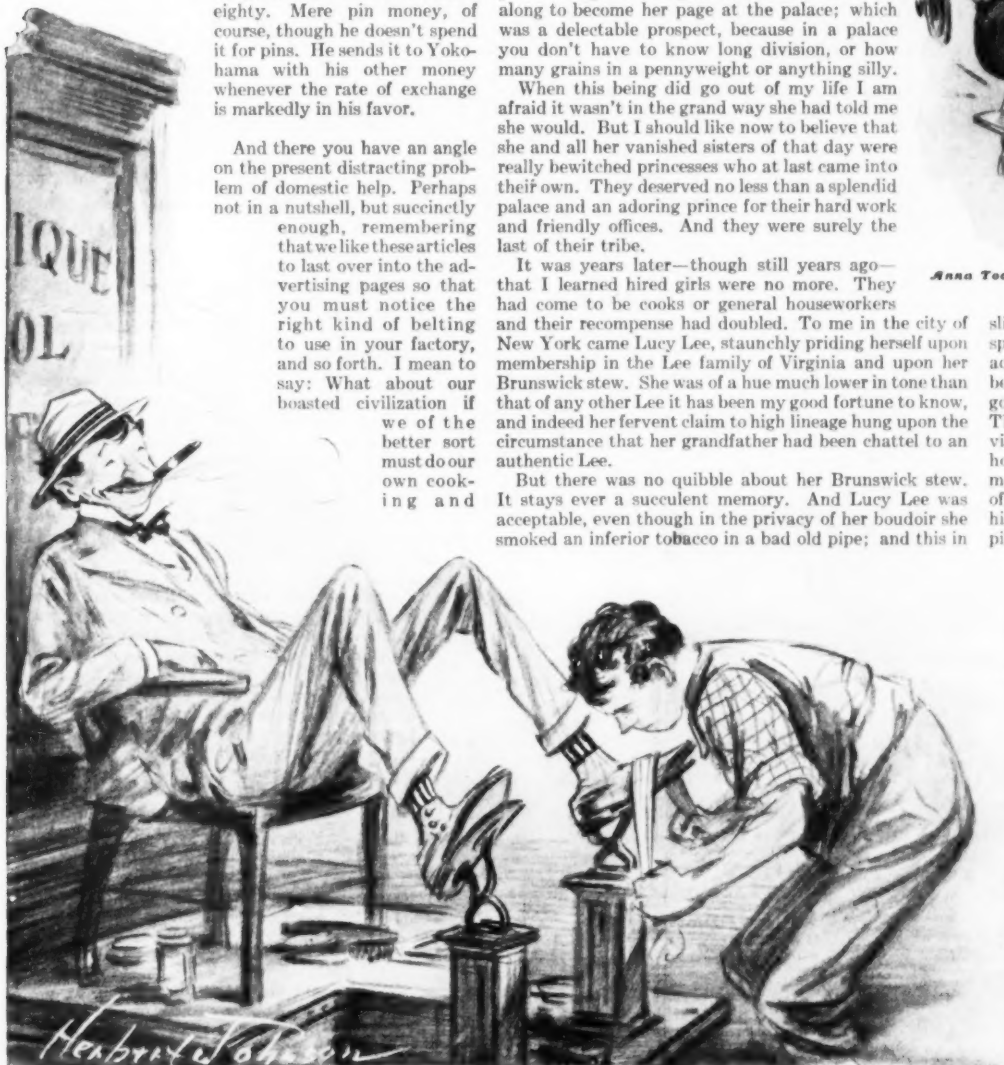 eighty. Mere pin money, of
course, though he doesn't spend
it for pins. He sends it to Yoko-
hama with his other money
whenever the rate of exchange
is markedly in his favor.
And there you have an angle
on the present distracting prob-
lem of domestic help. Perhaps
not in a nutshell, but succinctly
enough, remembering
that we like these articles
to last over into the ad-
vertising pages so that
you must notice the
right kind of belting
to use in your factory,
and so forth. I mean to
say: What about our
boasted civilization if
we of the
better sort
must do our
own cook-
ing and
along to become her page at the palace; which
was a delectable prospect, because in a palace
you don't have to know long division, or how
many grains in a pennyweight or anything silly.
When this being did go out of my life I am
afraid it wasn't in the grand way she had told me
she would. But I should like now to believe that
she and all her vanished sisters of that day were
really bewitched princesses who at last came into
their own. They deserved no less than a splendid
palace and an adoring prince for their hard work
and friendly offices. And they were surely the
last of their tribe.
It was years later—though still years ago—
that I learned hired girls were no more. They
had come to be cooks or general houseworkers
and their recompense had doubled. To me in the city of
New York came Lucy Lee, staunchly priding herself upon
membership in the Lee family of Virginia and upon her
Brunswick stew. She was of a hue much lower in tone than
that of any other Lee it has been my good fortune to know,
and indeed her fervent claim to high lineage hung upon the
circumstance that her grandfather had been chattel to an
authentic Lee.
But there was no quibble about her Brunswick stew.
It stays ever a succulent memory. And Lucy Lee was
acceptable, even though in the privacy of her boudoir she
smoked an inferior tobacco in a bad old pipe; and this in
Anna
IQUE
OL
Herbert Johnson